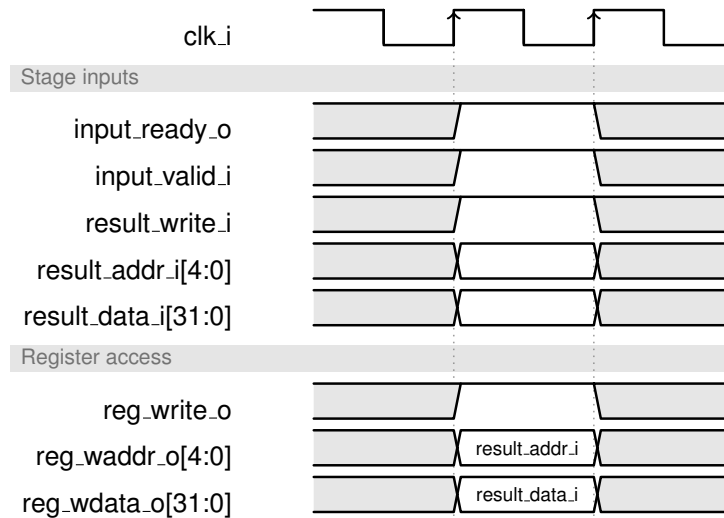 clk_i
Stage inputs
input_ready_o
input_valid_i
result_write_i
result_addr_i[4:0]
result_data_i[31:0]
Register access
reg_write_o
reg_waddr_o[4:0] result_addr_i
reg_wdata_o[31:0] result_data_i